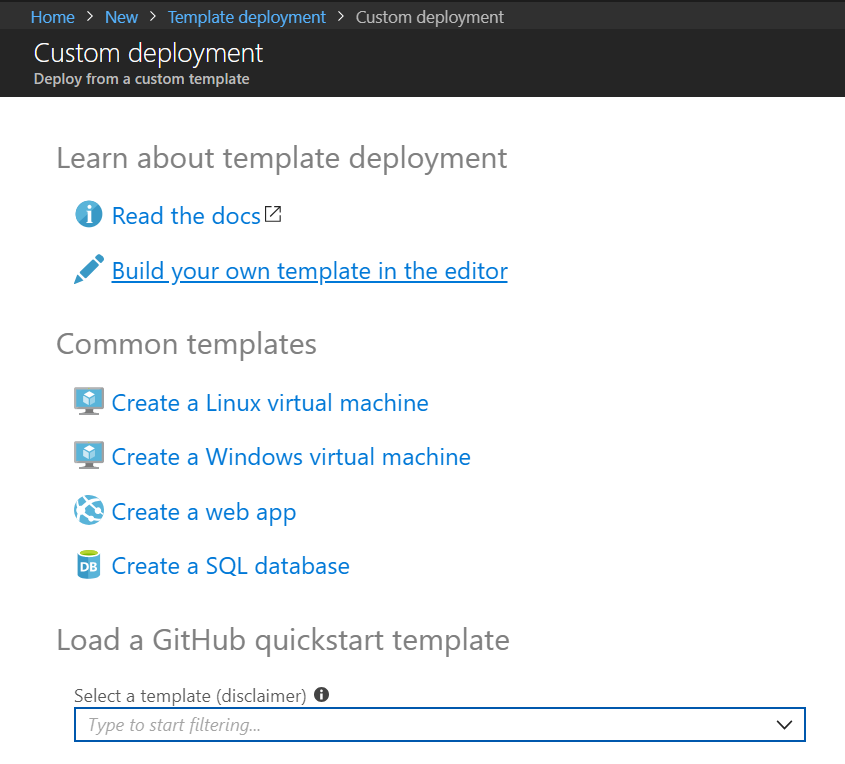 Home > New > Template deployment > Custom deployment
Custom deployment
Deploy from a custom template
Learn about template deployment
Read the docs
Build your own template in the editor
Common templates
Create a Linux virtual machine
Create a Windows virtual machine
Create a web app
DB Create a SQL database
Load a GitHub quickstart template
Select a template (disclaimer)
Type to start filtering...